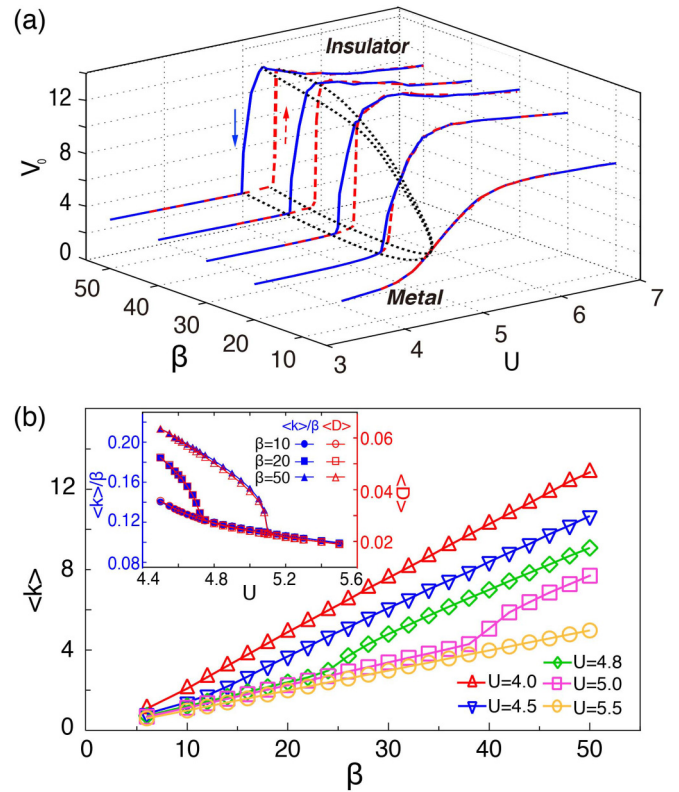 (a)
Insulator
12
8
4
0
V₀
50
40
30
20
10
β
Metal
3
4
5
6
7
U
(b)
<k>/β <D>
β=10
β=20
β=50
0.20
0.16
0.12
0.08
<k>/β
0.06
0.04
0.02
<D>
4.4 4.8 5.2 5.6
U
12
8
4
0
<k>
U=4.8
U=4.0 U=5.0
U=4.5 U=5.5
0 10 20 30 40 50
β